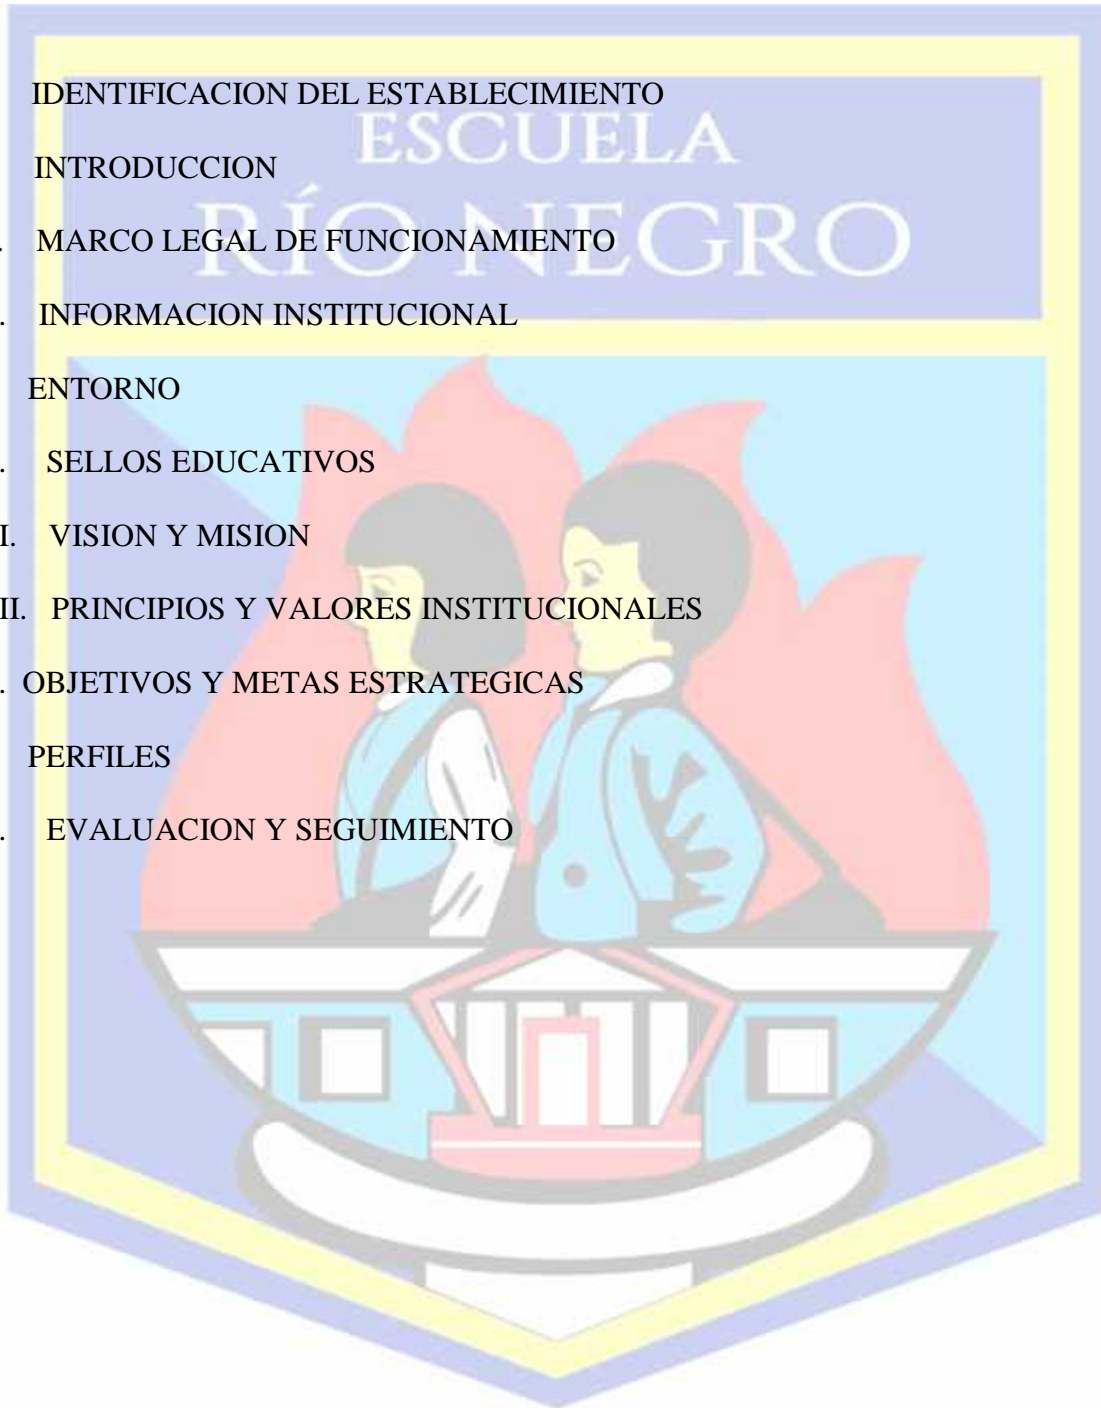 IDENTIFICACION DEL ESTABLECIMIENTO
ESCUELA
INTRODUCCION
RÍO NEGRO
. MARCO LEGAL DE FUNCIONAMIENTO
. INFORMACION INSTITUCIONAL
ENTORNO
. SELLOS EDUCATIVOS
I. VISION Y MISION
II. PRINCIPIOS Y VALORES INSTITUCIONALES
. OBJETIVOS Y METAS ESTRATEGICAS
PERFILES
. EVALUACION Y SEGUIMIENTO